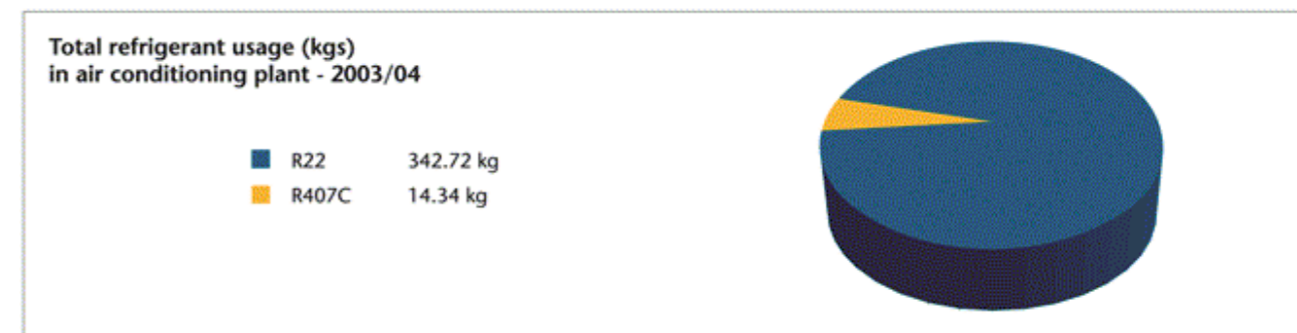 Total refrigerant usage (kgs)
in air conditioning plant - 2003/04
R22 342.72 kg
R407C 14.34 kg